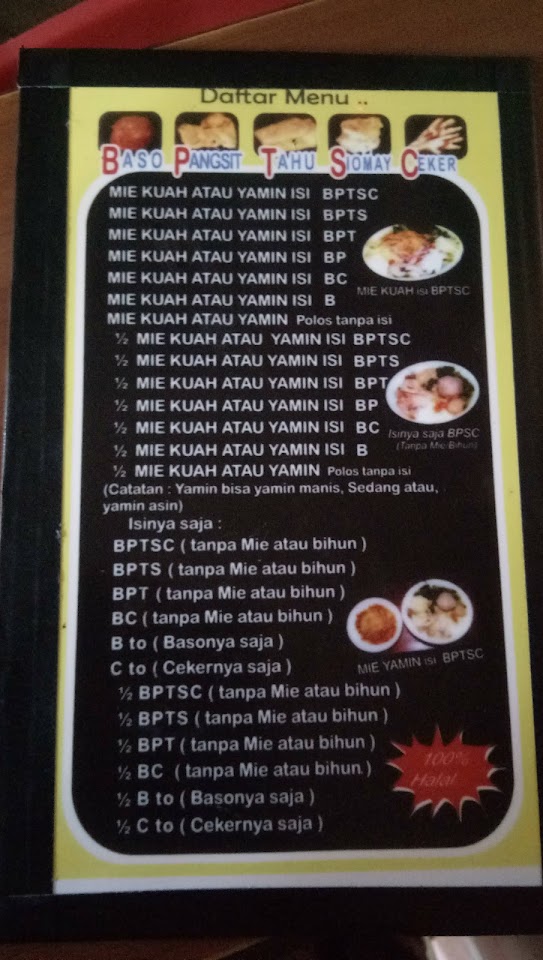 Daftar Menu ..
BASO PANGSIT TAHU SIOMAY CEKER
MIE KUAH ATAU YAMIN ISI BPTSC
MIE KUAH ATAU YAMIN ISI BPTS
MIE KUAH ATAU YAMIN ISI BPT
MIE KUAH ATAU YAMIN ISI BP
MIE KUAH ATAU YAMIN ISI BC
MIE KUAH ATAU YAMIN ISI B
MIE KUAH ATAU YAMIN Polos tanpa isi
MIE KUAH isi BPTSC
½ MIE KUAH ATAU YAMIN ISI BPTSC
½ MIE KUAH ATAU YAMIN ISI BPTS
½ MIE KUAH ATAU YAMIN ISI BPT
½ MIE KUAH ATAU YAMIN ISI BP
½ MIE KUAH ATAU YAMIN ISI BC
½ MIE KUAH ATAU YAMIN ISI B
½ MIE KUAH ATAU YAMIN Polos tanpa isi
Isinya saja BPSC
(Tanpa Mie/Bihun)
(Catatan : Yamin bisa yamin manis, Sedang atau,
yamin asin)
Isinya saja :
BPTSC ( tanpa Mie atau bihun )
BPTS ( tanpa Mie atau bihun )
BPT ( tanpa Mie atau bihun )
BC ( tanpa Mie atau bihun )
B to ( Basonya saja )
C to ( Cekernya saja )
MIE YAMIN isi BPTSC
½ BPTSC ( tanpa Mie atau bihun )
½ BPTS ( tanpa Mie atau bihun )
½ BPT ( tanpa Mie atau bihun )
½ BC ( tanpa Mie atau bihun )
½ B to ( Basonya saja )
½ C to ( Cekernya saja )
100%
Halal